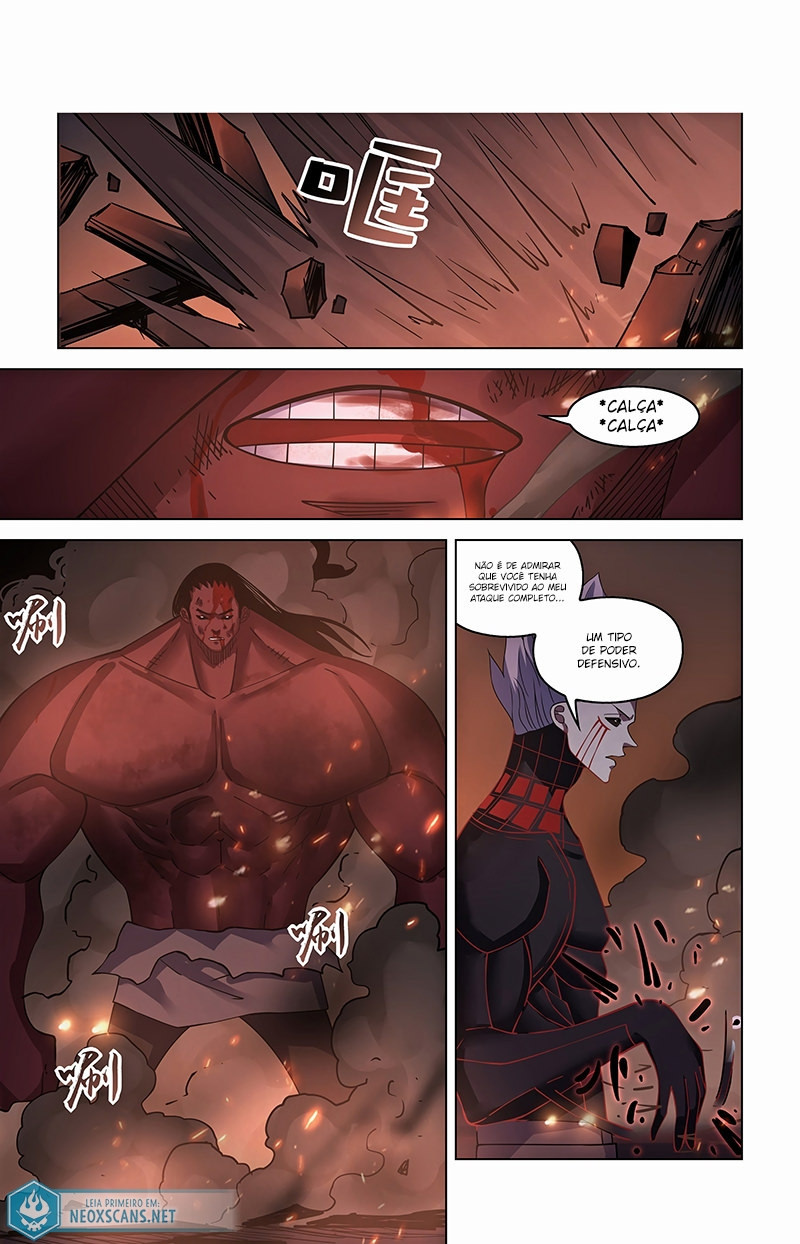 哐
*CALÇA*
*CALÇA*
唰
唰
唰
NÃO É DE ADMIRAR
QUE VOCÊ TENHA
SOBREVIVIDO AO MEU
ATAQUE COMPLETO...
UM TIPO
DE PODER
DEFENSIVO.
LEIA PRIMEIRO EM:
NEOXSCANS.NET